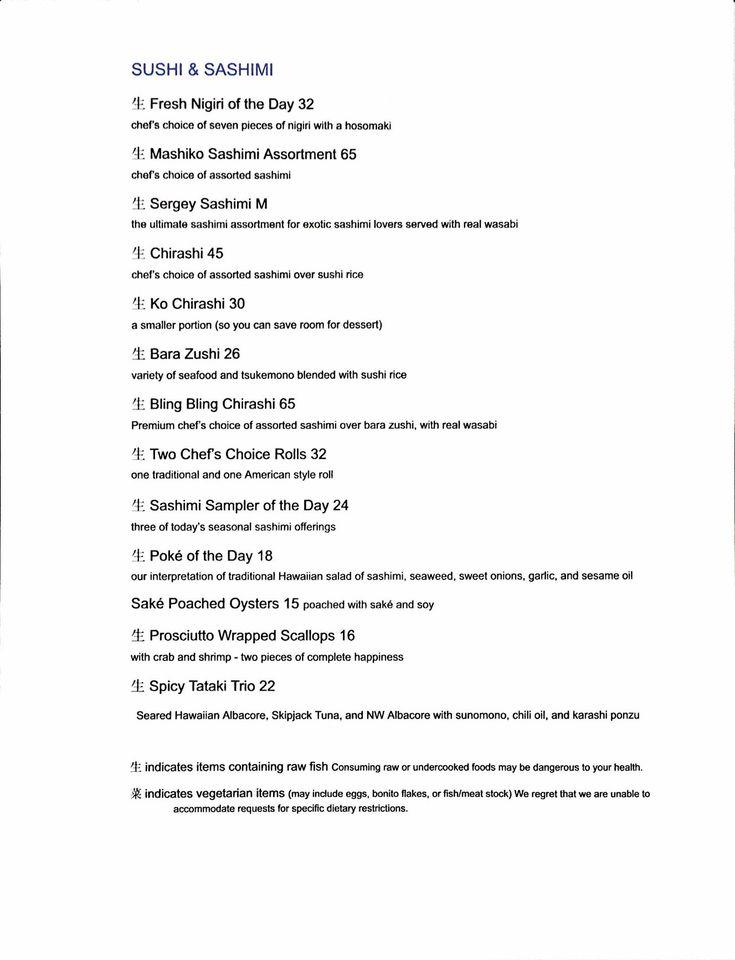 SUSHI & SASHIMI
生 Fresh Nigiri of the Day 32
chef's choice of seven pieces of nigiri with a hosomaki
生 Mashiko Sashimi Assortment 65
chef's choice of assorted sashimi
生 Sergey Sashimi M
the ultimate sashimi assortment for exotic sashimi lovers served with real wasabi
生 Chirashi 45
chef's choice of assorted sashimi over sushi rice
生 Ko Chirashi 30
a smaller portion (so you can save room for dessert)
生 Bara Zushi 26
variety of seafood and tsukemono blended with sushi rice
生 Bling Bling Chirashi 65
Premium chef's choice of assorted sashimi over bara zushi, with real wasabi
生 Two Chef's Choice Rolls 32
one traditional and one American style roll
生 Sashimi Sampler of the Day 24
three of today's seasonal sashimi offerings
生 Poké of the Day 18
our interpretation of traditional Hawaiian salad of sashimi, seaweed, sweet onions, garlic, and sesame oil
Saké Poached Oysters 15 poached with saké and soy
生 Prosciutto Wrapped Scallops 16
with crab and shrimp - two pieces of complete happiness
生 Spicy Tataki Trio 22
Seared Hawaiian Albacore, Skipjack Tuna, and NW Albacore with sunomono, chili oil, and karashi ponzu
生 indicates items containing raw fish Consuming raw or undercooked foods may be dangerous to your health.
菜 indicates vegetarian items (may include eggs, bonito flakes, or fish/meat stock) We regret that we are unable to
accommodate requests for specific dietary restrictions.